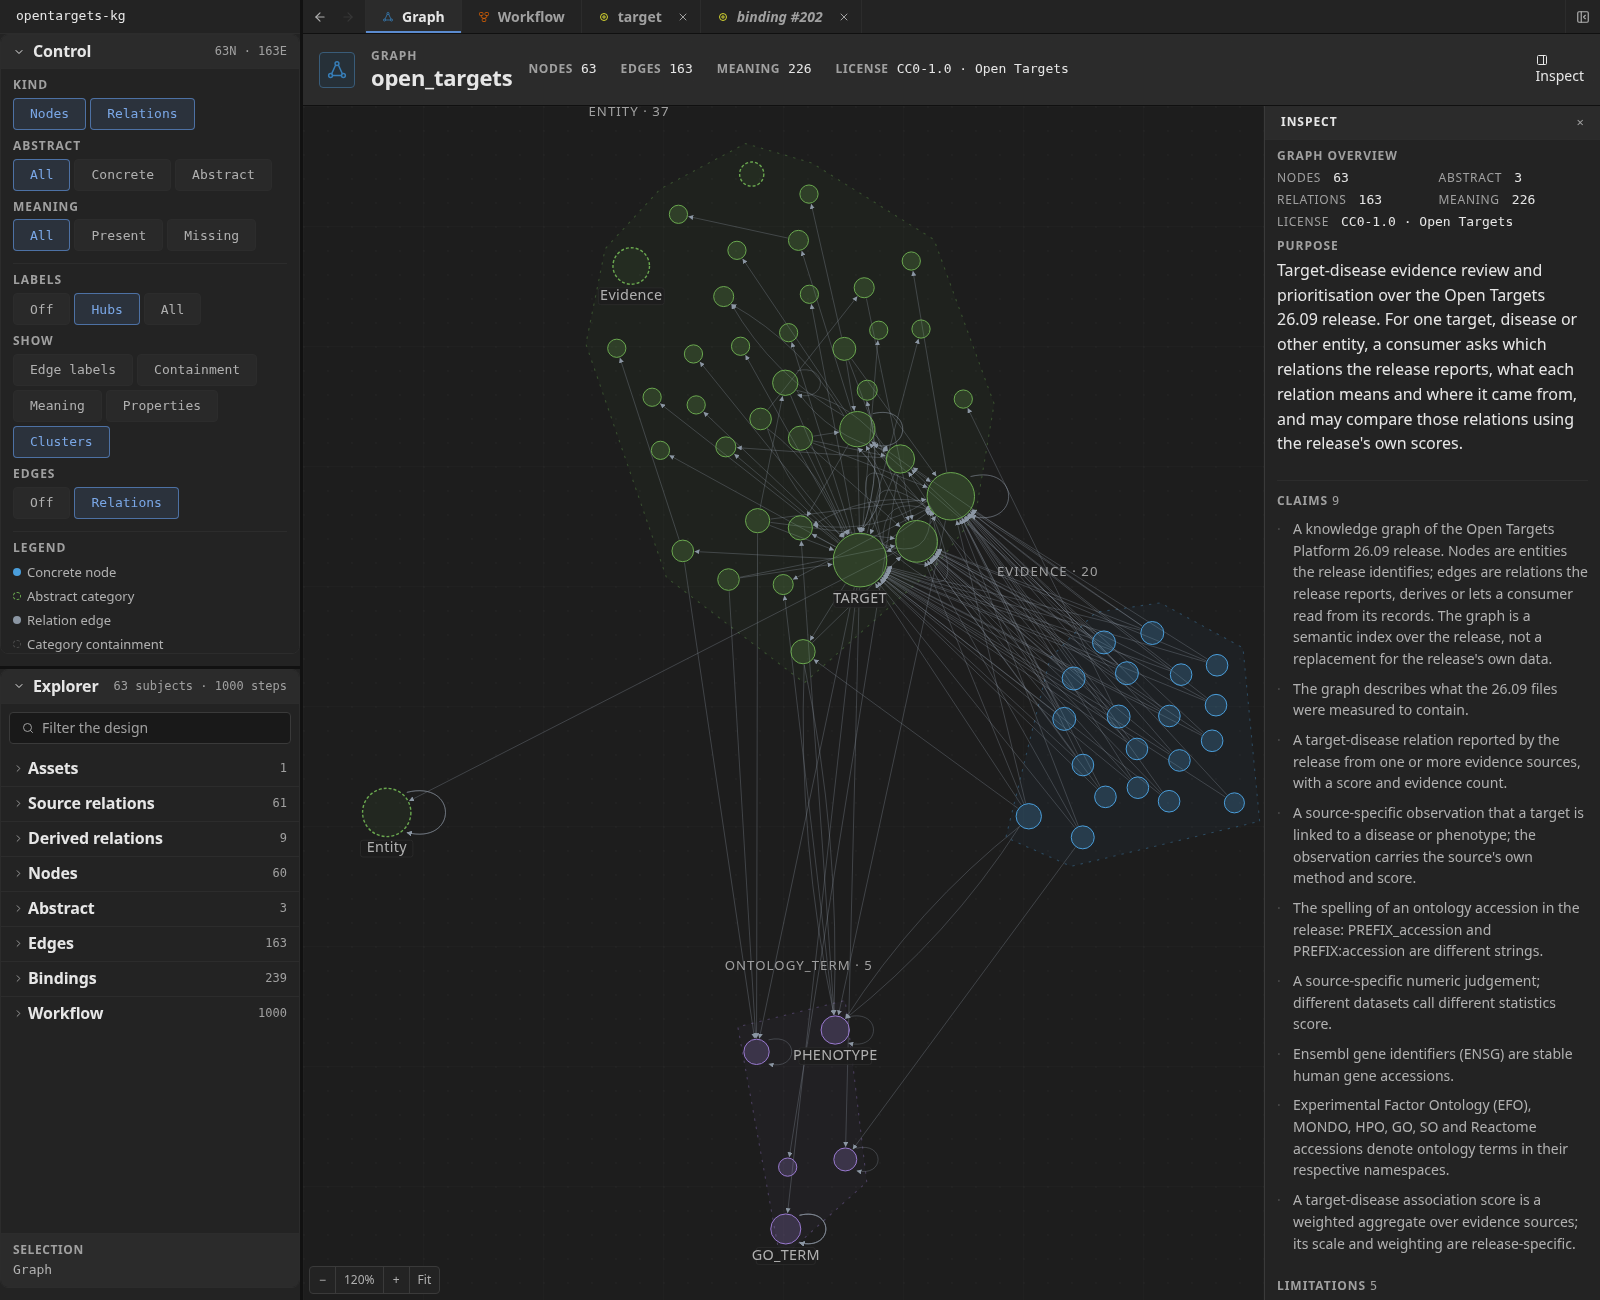 opentargets-kg
Graph
Workflow
target ×
binding #202 ×
Control 63N · 163E
KIND
Nodes Relations
ABSTRACT
All Concrete Abstract
MEANING
All Present Missing
LABELS
Off Hubs All
SHOW
Edge labels Containment
Meaning Properties
Clusters
EDGES
Off Relations
LEGEND
Concrete node
Abstract category
Relation edge
Category containment
Explorer 63 subjects · 1000 steps
Filter the design
Assets 1
Source relations 61
Derived relations 9
Nodes 60
Abstract 3
Edges 163
Bindings 239
Workflow 1000
SELECTION
Graph
GRAPH
open_targets
NODES 63 EDGES 163 MEANING 226 LICENSE CC0-1.0 · Open Targets
Inspect
ENTITY · 37
Evidence
TARGET
EVIDENCE · 20
Entity
ONTOLOGY_TERM · 5
PHENOTYPE
GO_TERM
− 120% + Fit
INSPECT ×
GRAPH OVERVIEW
NODES 63 ABSTRACT 3
RELATIONS 163 MEANING 226
LICENSE CC0-1.0 · Open Targets
PURPOSE
Target-disease evidence review and
prioritisation over the Open Targets
26.09 release. For one target, disease or
other entity, a consumer asks which
relations the release reports, what each
relation means and where it came from,
and may compare those relations using
the release's own scores.
CLAIMS 9
· A knowledge graph of the Open Targets
Platform 26.09 release. Nodes are entities
the release identifies; edges are relations the
release reports, derives or lets a consumer
read from its records. The graph is a
semantic index over the release, not a
replacement for the release's own data.
· The graph describes what the 26.09 files
were measured to contain.
· A target-disease relation reported by the
release from one or more evidence sources,
with a score and evidence count.
· A source-specific observation that a target is
linked to a disease or phenotype; the
observation carries the source's own
method and score.
· The spelling of an ontology accession in the
release: PREFIX_accession and
PREFIX:accession are different strings.
· A source-specific numeric judgement;
different datasets call different statistics
score.
· Ensembl gene identifiers (ENSG) are stable
human gene accessions.
· Experimental Factor Ontology (EFO),
MONDO, HPO, GO, SO and Reactome
accessions denote ontology terms in their
respective namespaces.
· A target-disease association score is a
weighted aggregate over evidence sources;
its scale and weighting are release-specific.
LIMITATIONS 5